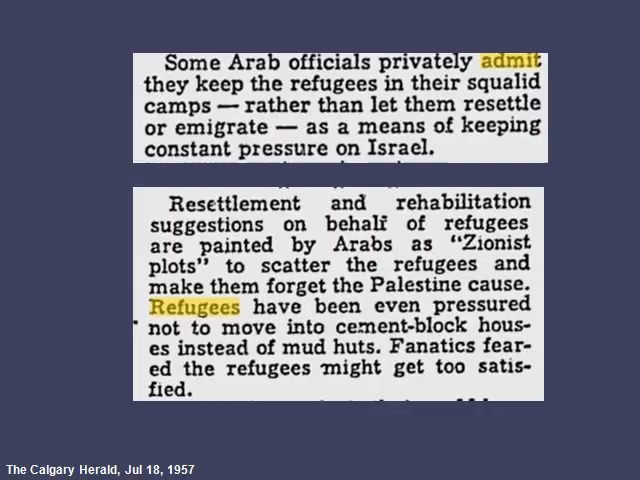 Some Arab officials privately admit
they keep the refugees in their squalid
camps — rather than let them resettle
or emigrate — as a means of keeping
constant pressure on Israel.
Resettlement and rehabilitation
suggestions on behalf of refugees
are painted by Arabs as “Zionist
plots” to scatter the refugees and
make them forget the Palestine cause.
Refugees have been even pressured
not to move into cement-block hous-
es instead of mud huts. Fanatics fear-
ed the refugees might get too satis-
fied.
The Calgary Herald, Jul 18, 1957